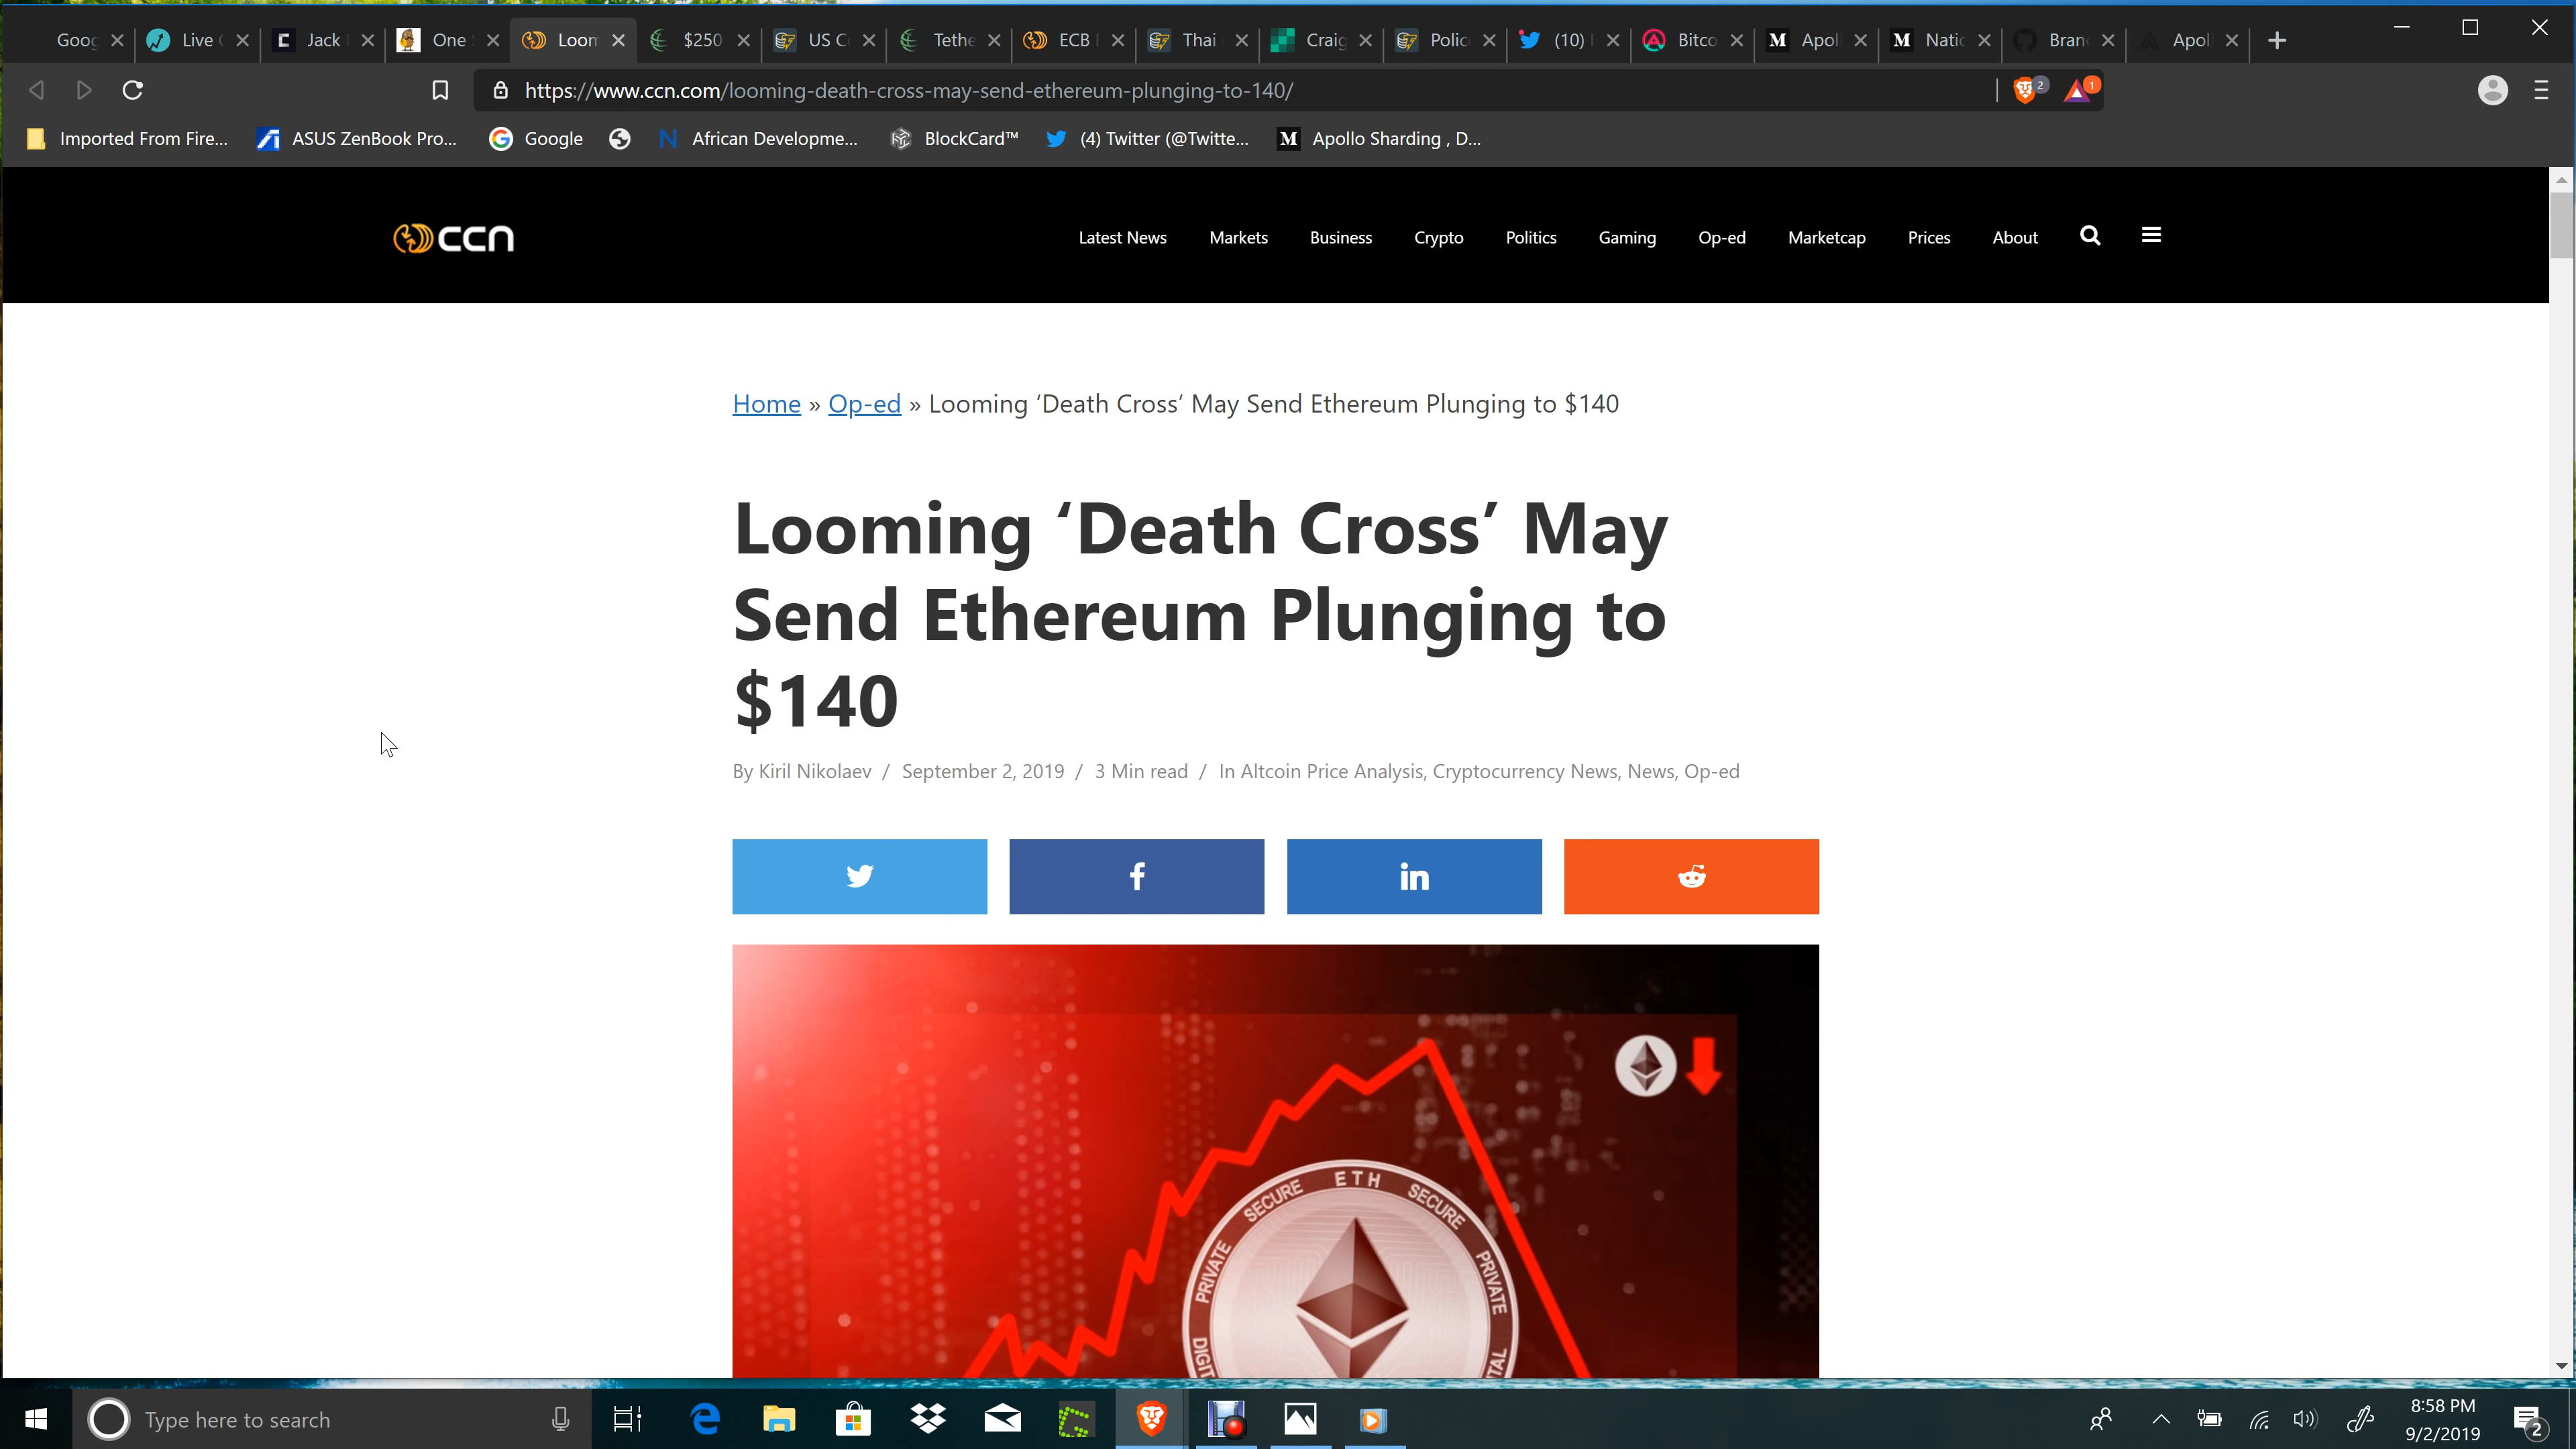 Goog
Live
Jack
One
Loom
$250
US C
Tethe
ECB
Thai
Craig
Polic
(10)
Bitco
Apol
Natio
Bran
Apol
https://www.ccn.com/looming-death-cross-may-send-ethereum-plunging-to-140/
2
1
Imported From Fire...
ASUS ZenBook Pro...
Google
African Developme...
BlockCard™
(4) Twitter (@Twitte...
Apollo Sharding , D...
ccn
Latest News
Markets
Business
Crypto
Politics
Gaming
Op-ed
Marketcap
Prices
About
Home » Op-ed » Looming ‘Death Cross’ May Send Ethereum Plunging to $140
Looming ‘Death Cross’ May
Send Ethereum Plunging to
$140
By Kiril Nikolaev / September 2, 2019 / 3 Min read / In Altcoin Price Analysis, Cryptocurrency News, News, Op-ed
PRIVATE SECURE ETH SECURE PRIVATE
Type here to search
8:58 PM
9/2/2019
2